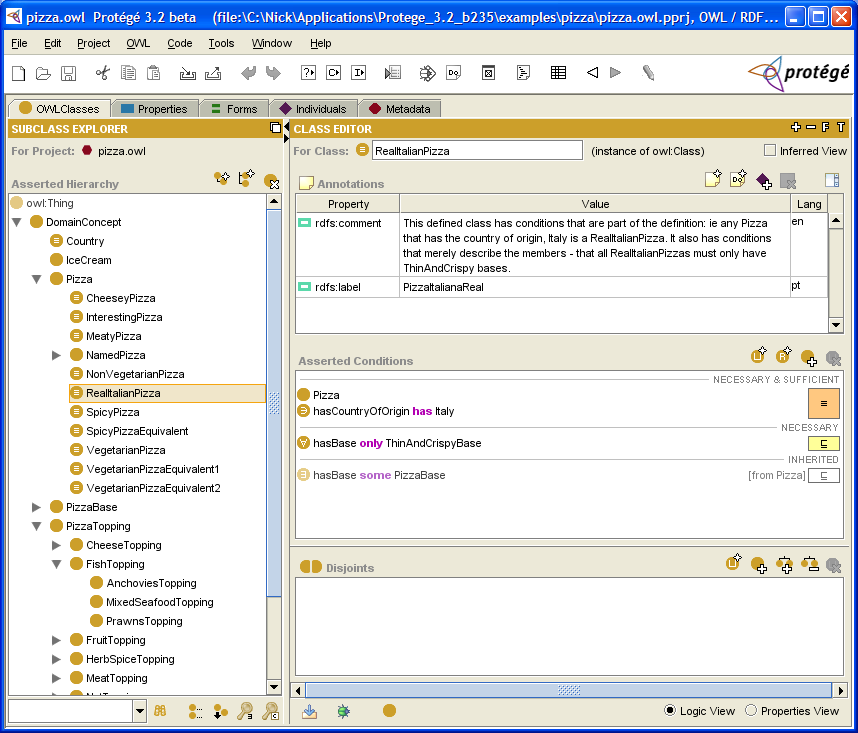 pizza.owl Protégé 3.2 beta (file:\C:\Nick\Applications\Protege_3.2_b235\examples\pizza\pizza.owl.pprj, OWL / RDF...
File Edit Project OWL Code Tools Window Help
protégé
OWLClasses Properties Forms Individuals Metadata
SUBCLASS EXPLORER
For Project: pizza.owl
Asserted Hierarchy
owl:Thing
DomainConcept
Country
IceCream
Pizza
CheeseyPizza
InterestingPizza
MeatyPizza
NamedPizza
NonVegetarianPizza
RealItalianPizza
SpicyPizza
SpicyPizzaEquivalent
VegetarianPizza
VegetarianPizzaEquivalent1
VegetarianPizzaEquivalent2
PizzaBase
PizzaTopping
CheeseTopping
FishTopping
AnchoviesTopping
MixedSeafoodTopping
PrawnsTopping
FruitTopping
HerbSpiceTopping
MeatTopping
CLASS EDITOR
F T
For Class: RealItalianPizza (instance of owl:Class) Inferred View
Annotations
Property Value Lang
rdfs:comment This defined class has conditions that are part of the definition: ie any Pizza en
that has the country of origin, Italy is a RealItalianPizza. It also has conditions
that merely describe the members - that all RealItalianPizzas must only have
ThinAndCrispy bases.
rdfs:label PizzaItalianaReal pt
Asserted Conditions
NECESSARY & SUFFICIENT
Pizza
hasCountryOfOrigin has Italy
NECESSARY
hasBase only ThinAndCrispyBase
INHERITED
hasBase some PizzaBase [from Pizza]
Disjoints
Logic View Properties View